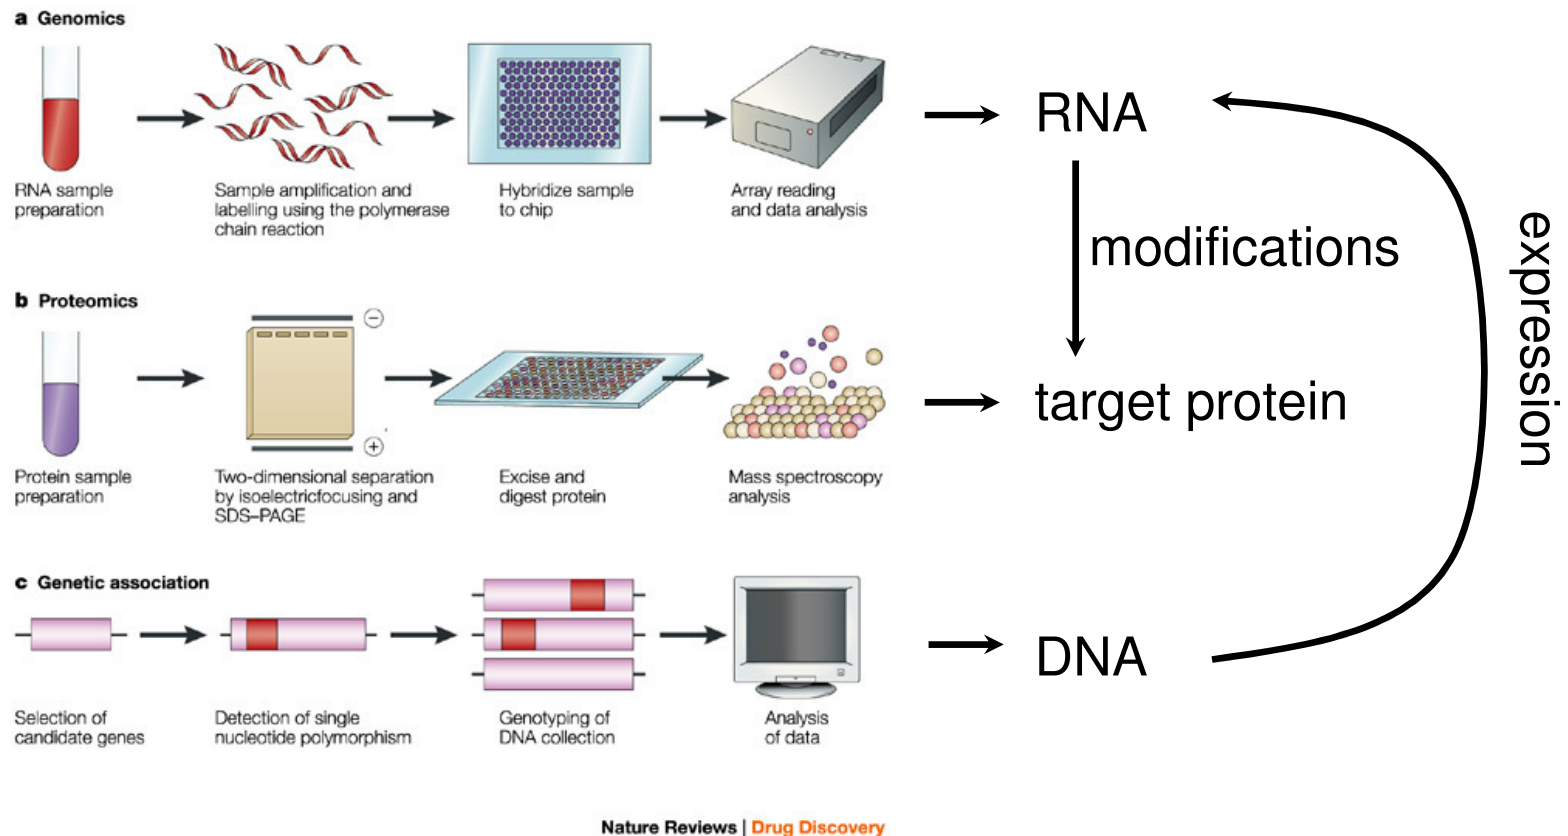 a Genomics
RNA sample
preparation
Sample amplification and
labelling using the polymerase
chain reaction
Hybridize sample
to chip
Array reading
and data analysis
RNA
modifications
expression
b Proteomics
−
+
Protein sample
preparation
Two-dimensional separation
by isoelectricfocusing and
SDS–PAGE
Excise and
digest protein
Mass spectroscopy
analysis
target protein
c Genetic association
Selection of
candidate genes
Detection of single
nucleotide polymorphism
Genotyping of
DNA collection
Analysis
of data
DNA
Nature Reviews | Drug Discovery